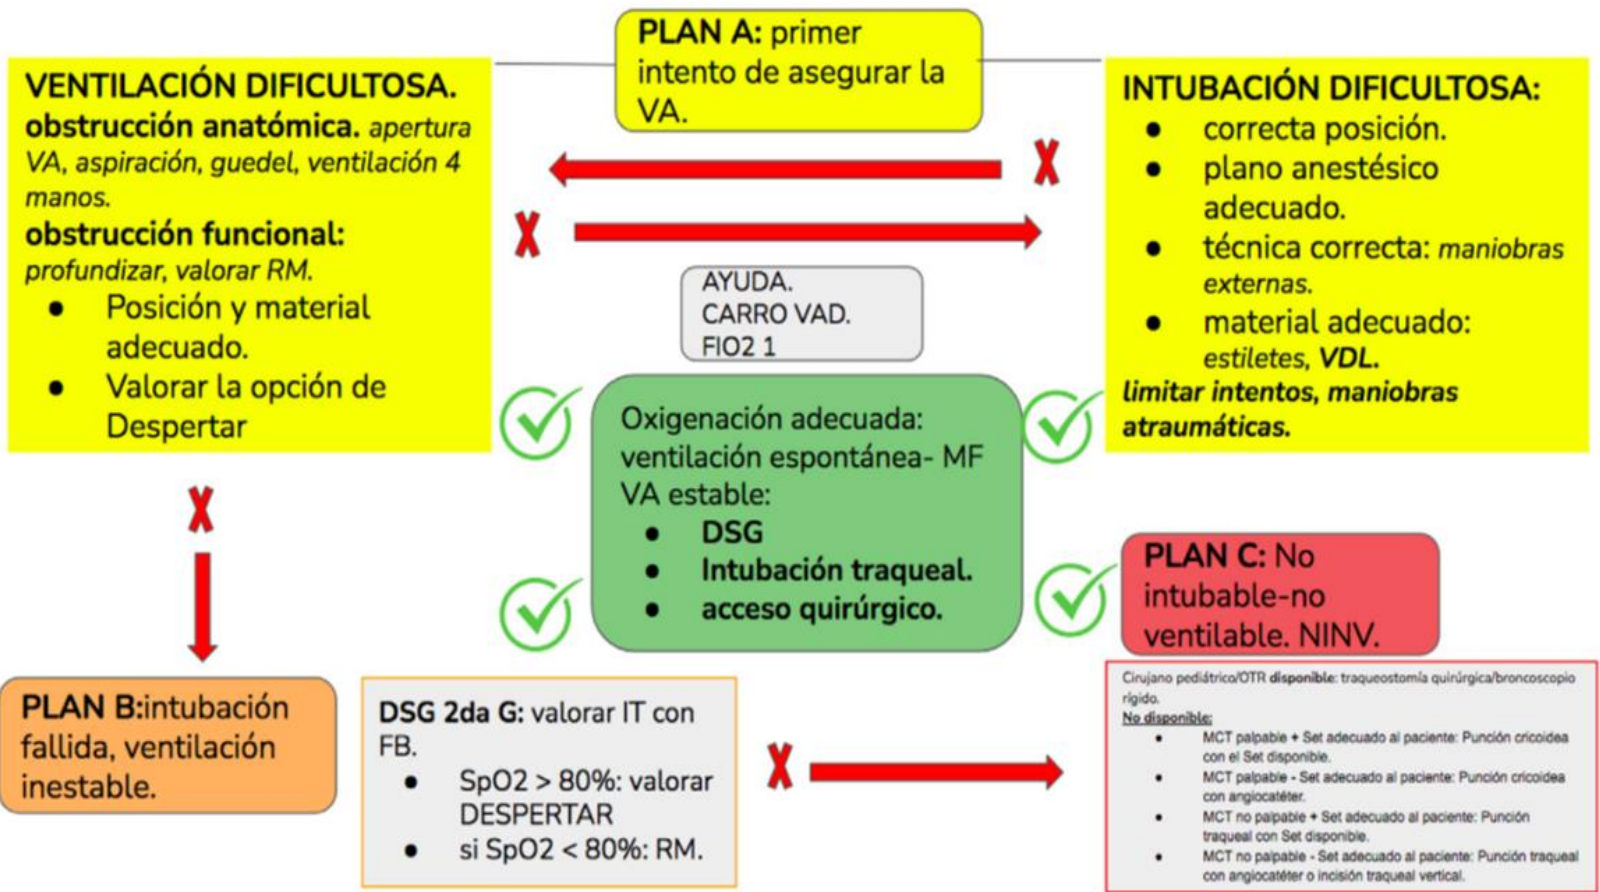 PLAN A: primer
intento de asegurar la
VA.
VENTILACIÓN DIFICULTOSA.
obstrucción anatómica. apertura
VA, aspiración, guedel, ventilación 4
manos.
obstrucción funcional:
profundizar, valorar RM.
● Posición y material
adecuado.
● Valorar la opción de
Despertar
INTUBACIÓN DIFICULTOSA:
● correcta posición.
● plano anestésico
adecuado.
● técnica correcta: maniobras
externas.
● material adecuado:
estiletes, VDL.
limitar intentos, maniobras
atraumáticas.
AYUDA.
CARRO VAD.
FIO2 1
Oxigenación adecuada:
ventilación espontánea- MF
VA estable:
● DSG
● Intubación traqueal.
● acceso quirúrgico.
PLAN B:intubación
fallida, ventilación
inestable.
DSG 2da G: valorar IT con
FB.
● SpO2 > 80%: valorar
DESPERTAR
● si SpO2 < 80%: RM.
PLAN C: No
intubable-no
ventilable. NINV.
Cirujano pediátrico/OTR disponible: traqueostomía quirúrgica/broncoscopio
rígido.
No disponible:
● MCT palpable + Set adecuado al paciente: Punción cricoidea
con el Set disponible.
● MCT palpable - Set adecuado al paciente: Punción cricoidea
con angiocatéter.
● MCT no palpable + Set adecuado al paciente: Punción
traqueal con Set disponible.
● MCT no palpable - Set adecuado al paciente: Punción traqueal
con angiocatéter o incisión traqueal vertical.